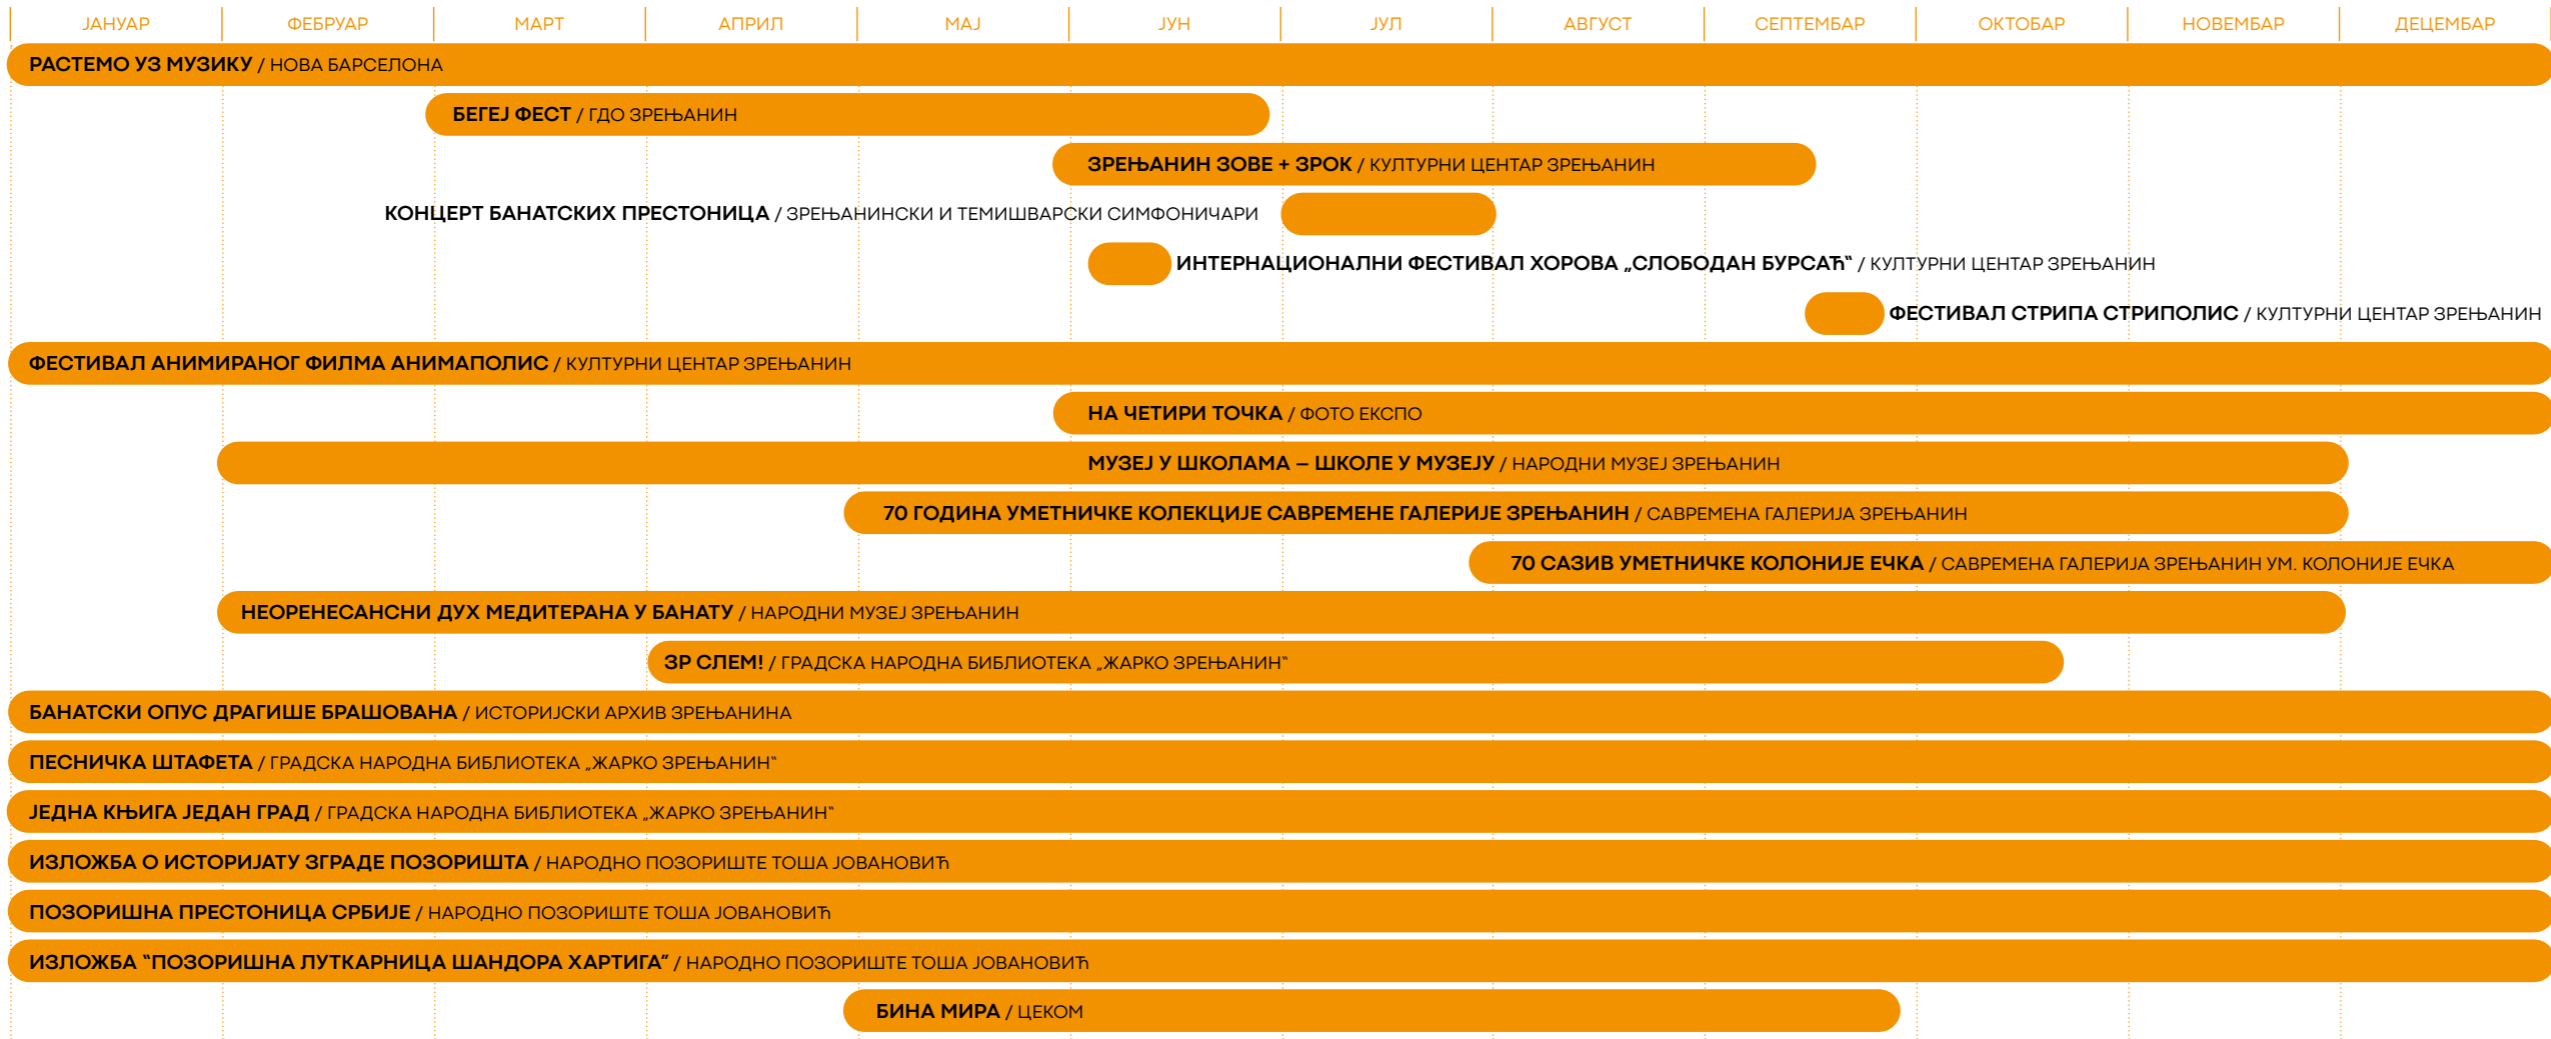 ЈАНУАР ФЕБРУАР МАРТ АПРИЛ МАЈ ЈУН ЈУЛ АВГУСТ СЕПТЕМБАР ОКТОБАР НОВЕМБАР ДЕЦЕМБАР
РАСТЕМО УЗ МУЗИКУ / НОВА БАРСЕЛОНА
БЕГЕЈ ФЕСТ / ГДО ЗРЕЊАНИН
ЗРЕЊАНИН ЗОВЕ + ЗРОК / КУЛТУРНИ ЦЕНТАР ЗРЕЊАНИН
КОНЦЕРТ БАНАТСКИХ ПРЕСТОНИЦА / ЗРЕЊАНИНСКИ И ТЕМИШВАРСКИ СИМФОНИЧАРИ
ИНТЕРНАЦИОНАЛНИ ФЕСТИВАЛ ХОРОВА „СЛОБОДАН БУРСАЋ“ / КУЛТУРНИ ЦЕНТАР ЗРЕЊАНИН
ФЕСТИВАЛ СТРИПА СТРИПОЛИС / КУЛТУРНИ ЦЕНТАР ЗРЕЊАНИН
ФЕСТИВАЛ АНИМИРАНОГ ФИЛМА АНИМАПОЛИС / КУЛТУРНИ ЦЕНТАР ЗРЕЊАНИН
НА ЧЕТИРИ ТОЧКА / ФОТО ЕКСПО
МУЗЕЈ У ШКОЛАМА – ШКОЛЕ У МУЗЕЈУ / НАРОДНИ МУЗЕЈ ЗРЕЊАНИН
70 ГОДИНА УМЕТНИЧКЕ КОЛЕКЦИЈЕ САВРЕМЕНЕ ГАЛЕРИЈЕ ЗРЕЊАНИН / САВРЕМЕНА ГАЛЕРИЈА ЗРЕЊАНИН
70 САЗИВ УМЕТНИЧКЕ КОЛОНИЈЕ ЕЧКА / САВРЕМЕНА ГАЛЕРИЈА ЗРЕЊАНИН УМ. КОЛОНИЈЕ ЕЧКА
НЕОРЕНЕСАНСНИ ДУХ МЕДИТЕРАНА У БАНАТУ / НАРОДНИ МУЗЕЈ ЗРЕЊАНИН
ЗР СЛЕМ! / ГРАДСКА НАРОДНА БИБЛИОТЕКА „ЖАРКО ЗРЕЊАНИН“
БАНАТСКИ ОПУС ДРАГИШЕ БРАШОВАНА / ИСТОРИЈСКИ АРХИВ ЗРЕЊАНИНА
ПЕСНИЧКА ШТАФЕТА / ГРАДСКА НАРОДНА БИБЛИОТЕКА „ЖАРКО ЗРЕЊАНИН“
ЈЕДНА КЊИГА ЈЕДАН ГРАД / ГРАДСКА НАРОДНА БИБЛИОТЕКА „ЖАРКО ЗРЕЊАНИН“
ИЗЛОЖБА О ИСТОРИЈАТУ ЗГРАДЕ ПОЗОРИШТА / НАРОДНО ПОЗОРИШТЕ ТОША ЈОВАНОВИЋ
ПОЗОРИШНА ПРЕСТОНИЦА СРБИЈЕ / НАРОДНО ПОЗОРИШТЕ ТОША ЈОВАНОВИЋ
ИЗЛОЖБА “ПОЗОРИШНА ЛУТКАРНИЦА ШАНДОРА ХАРТИГА” / НАРОДНО ПОЗОРИШТЕ ТОША ЈОВАНОВИЋ
БИНА МИРА / ЦЕКОМ